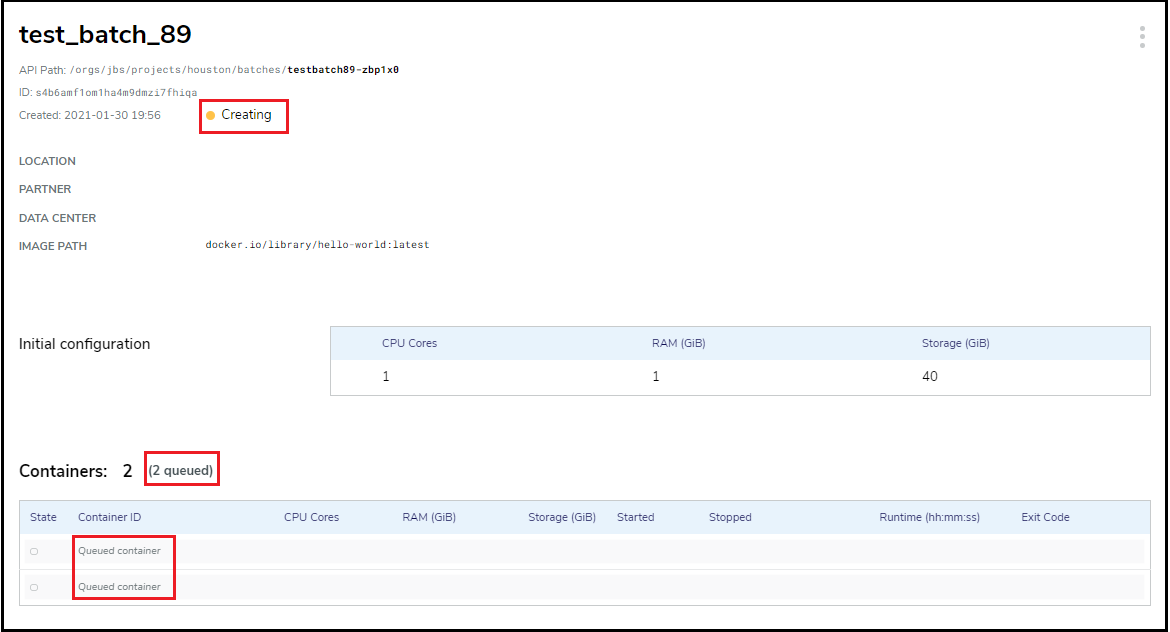 test_batch_89
API Path: /orgs/jbs/projects/houston/batches/testbatch89-zbp1x0
ID: s4b6amf1om1ha4m9dmzi7fhiqa
Created: 2021-01-30 19:56 Creating
LOCATION
PARTNER
DATA CENTER
IMAGE PATH docker.io/library/hello-world:latest
Initial configuration
CPU Cores RAM (GiB) Storage (GiB)
1 1 40
Containers: 2 (2 queued)
State Container ID CPU Cores RAM (GiB) Storage (GiB) Started Stopped Runtime (hh:mm:ss) Exit Code
Queued container
Queued container